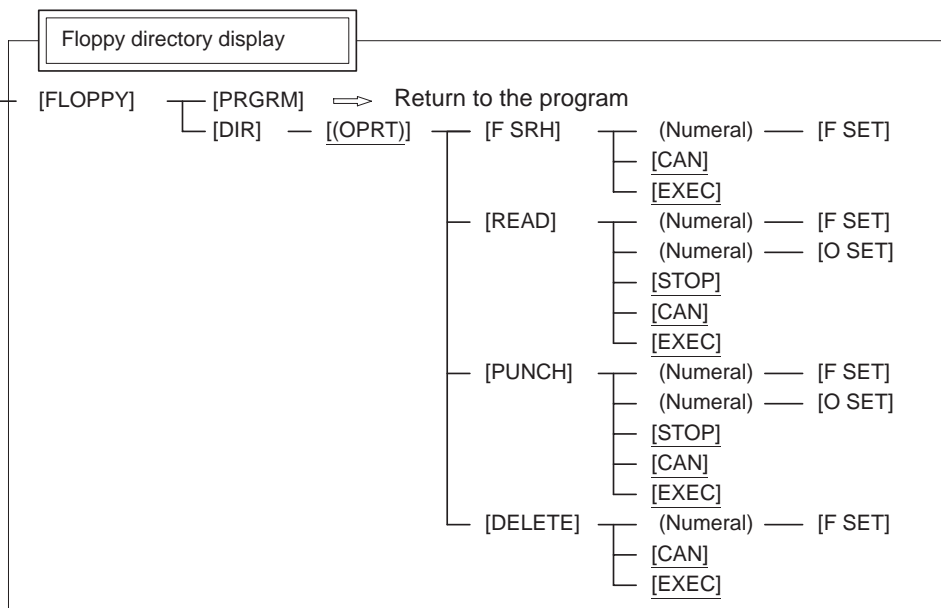 Floppy directory display
[FLOPPY] [PRGRM] Return to the program
[DIR] [(OPRT)] [F SRH] (Numeral) [F SET]
[CAN]
[EXEC]
[READ] (Numeral) [F SET]
(Numeral) [O SET]
[STOP]
[CAN]
[EXEC]
[PUNCH] (Numeral) [F SET]
(Numeral) [O SET]
[STOP]
[CAN]
[EXEC]
[DELETE] (Numeral) [F SET]
[CAN]
[EXEC]